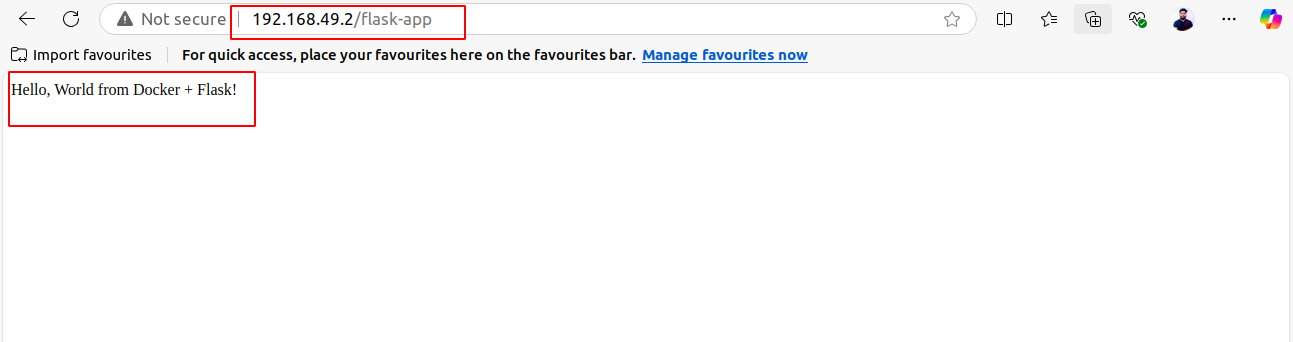 Not secure 192.168.49.2/flask-app
Import favourites For quick access, place your favourites here on the favourites bar. Manage favourites now
Hello, World from Docker + Flask!